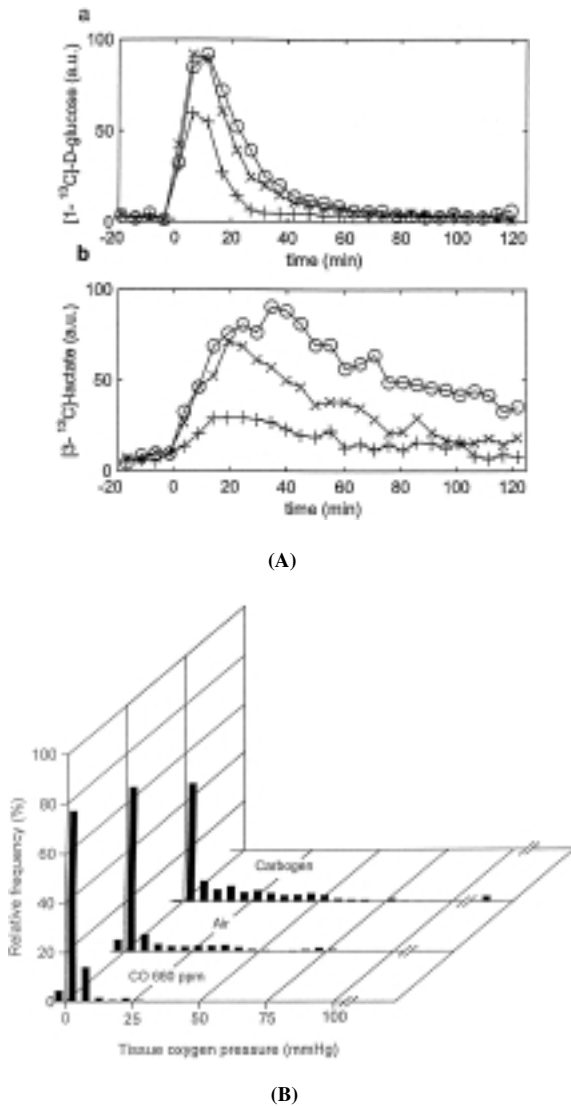 a
100
50
0
[1- ¹³C]-D-glucose (a.u.)
-20 0 20 40 60 80 100 120
time (min)
b
100
50
0
[3- ¹³C]-lactate (a.u.)
-20 0 20 40 60 80 100 120
time (min)
(A)
100
80
60
40
20
0
Relative frequency (%)
Carbogen
Air
CO 660 ppm
0 25 50 75 100
Tissue oxygen pressure (mmHg)
(B)